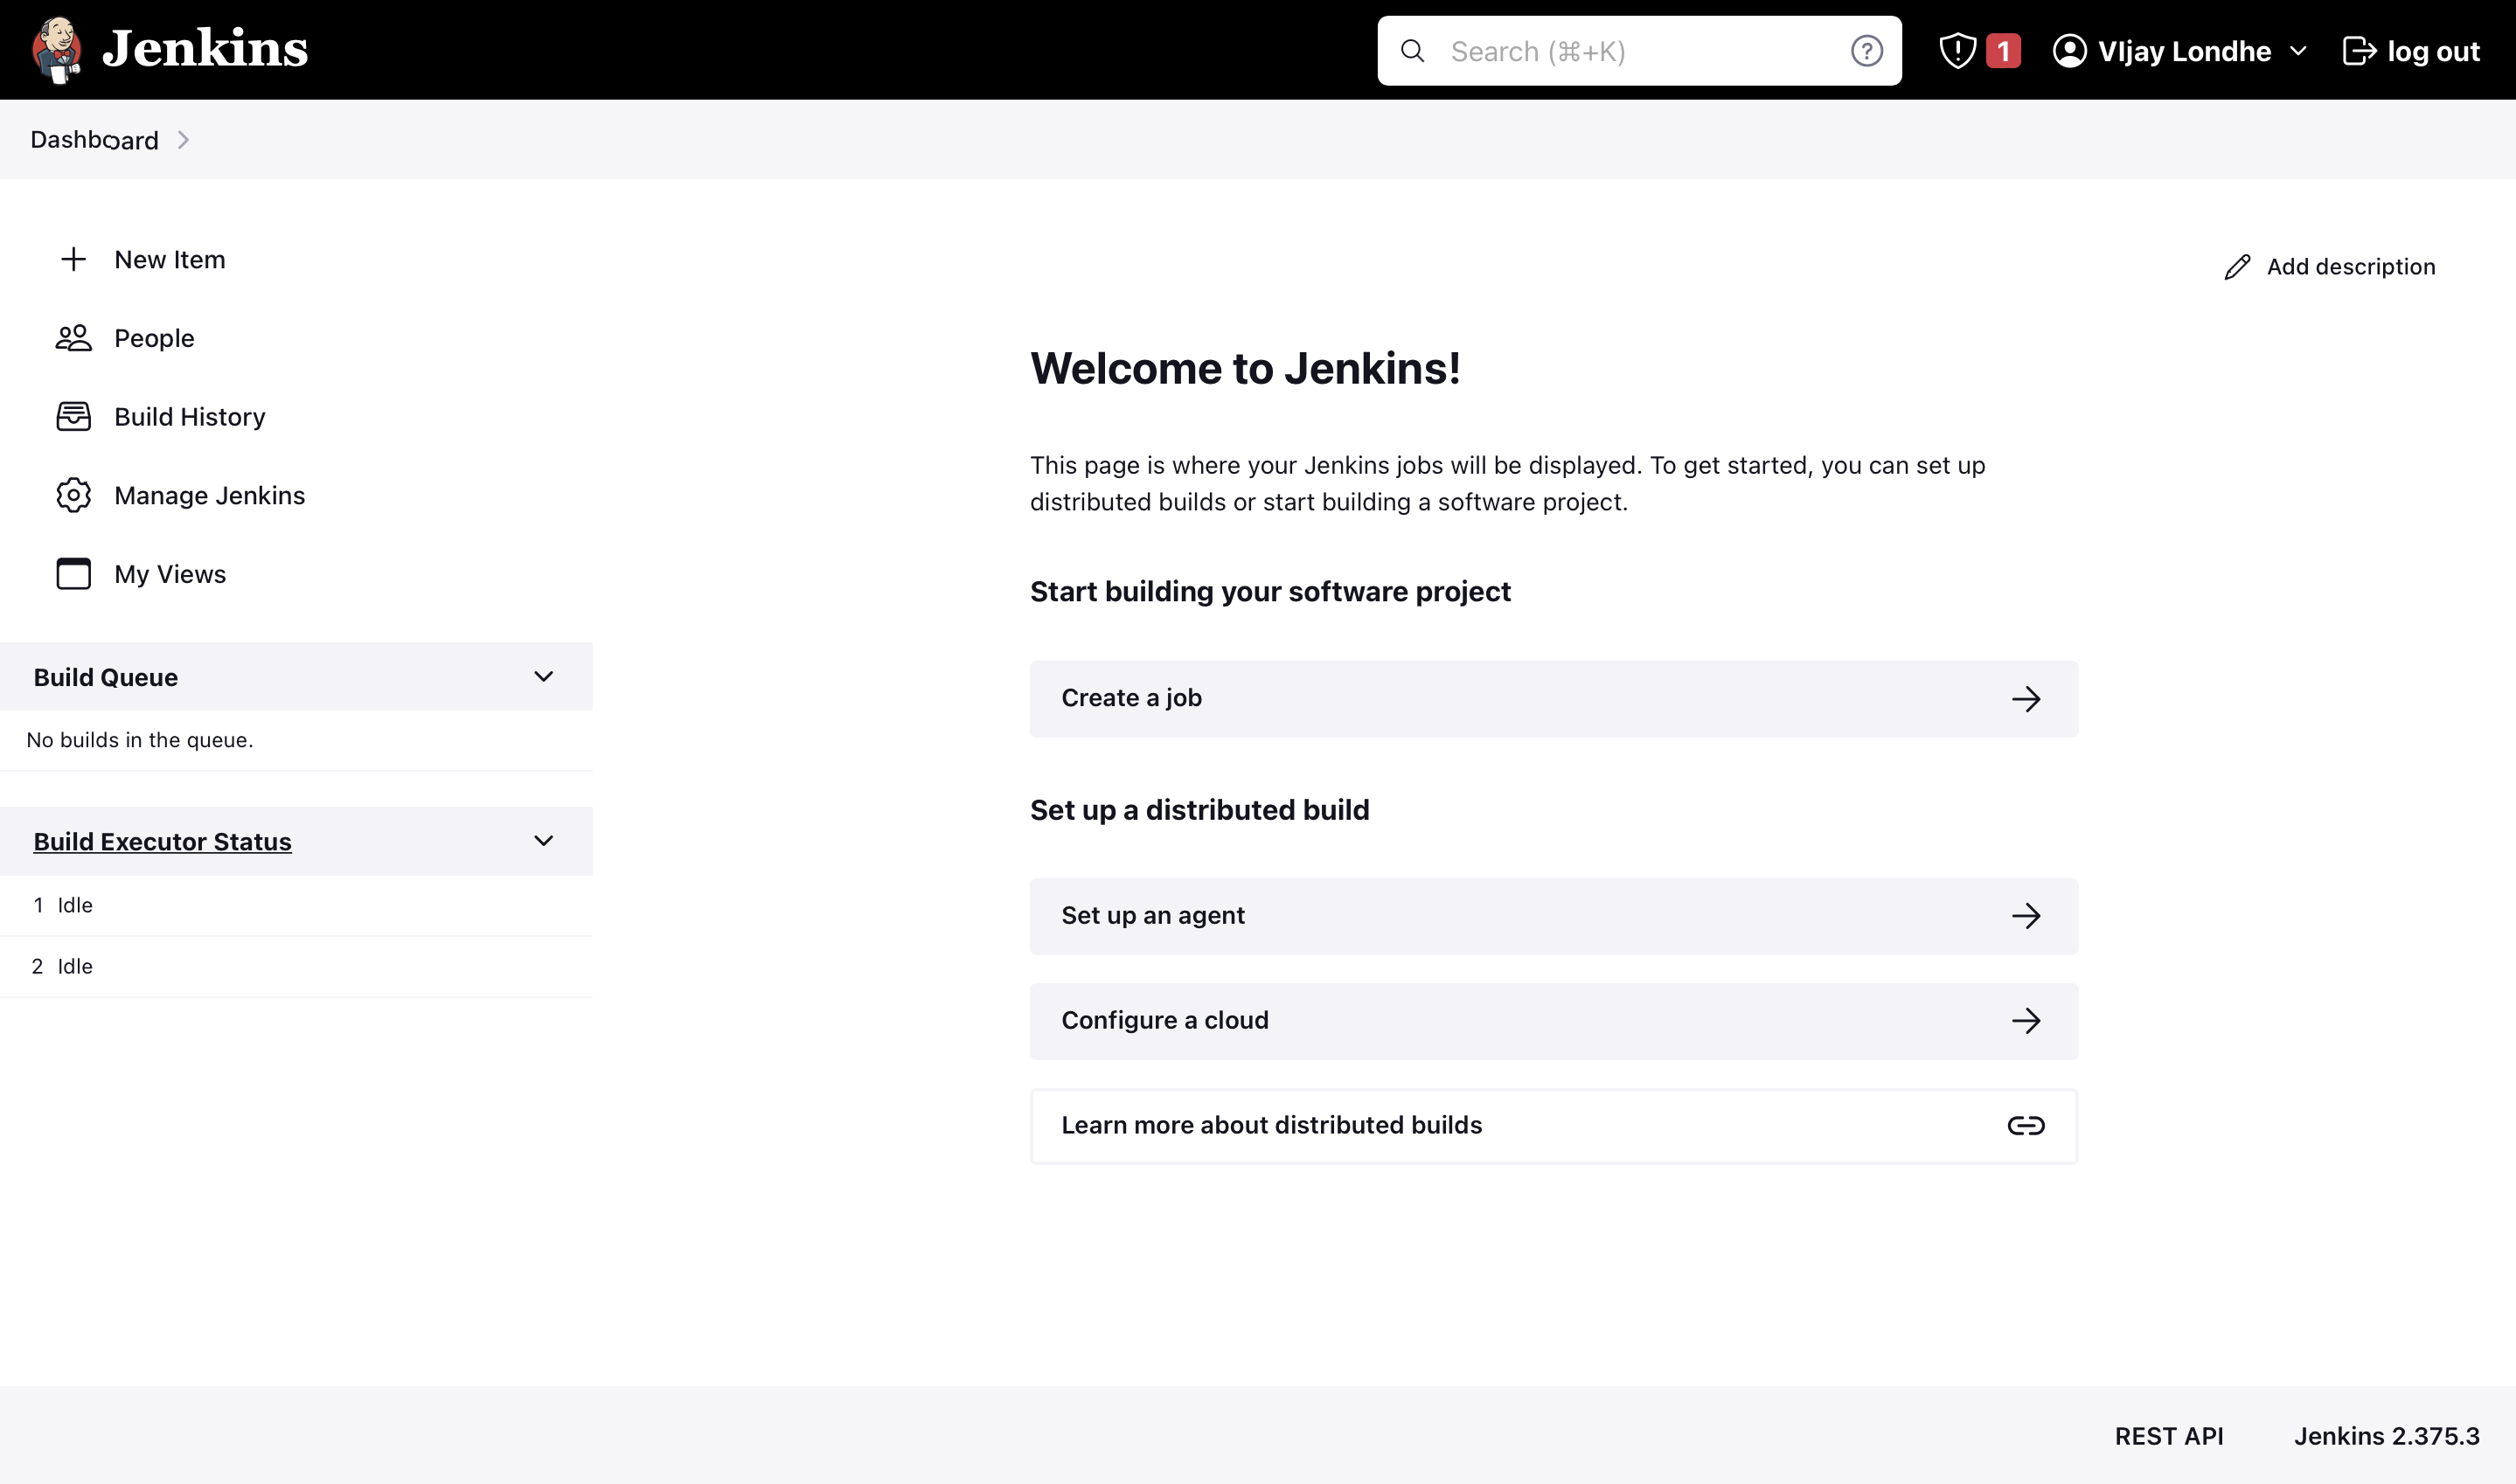 Jenkins
Search (⌘+K)
1
VIjay Londhe
log out
Dashboard
New Item
People
Build History
Manage Jenkins
My Views
Build Queue
No builds in the queue.
Build Executor Status
1 Idle
2 Idle
Add description
Welcome to Jenkins!
This page is where your Jenkins jobs will be displayed. To get started, you can set up
distributed builds or start building a software project.
Start building your software project
Create a job
Set up a distributed build
Set up an agent
Configure a cloud
Learn more about distributed builds
REST API
Jenkins 2.375.3